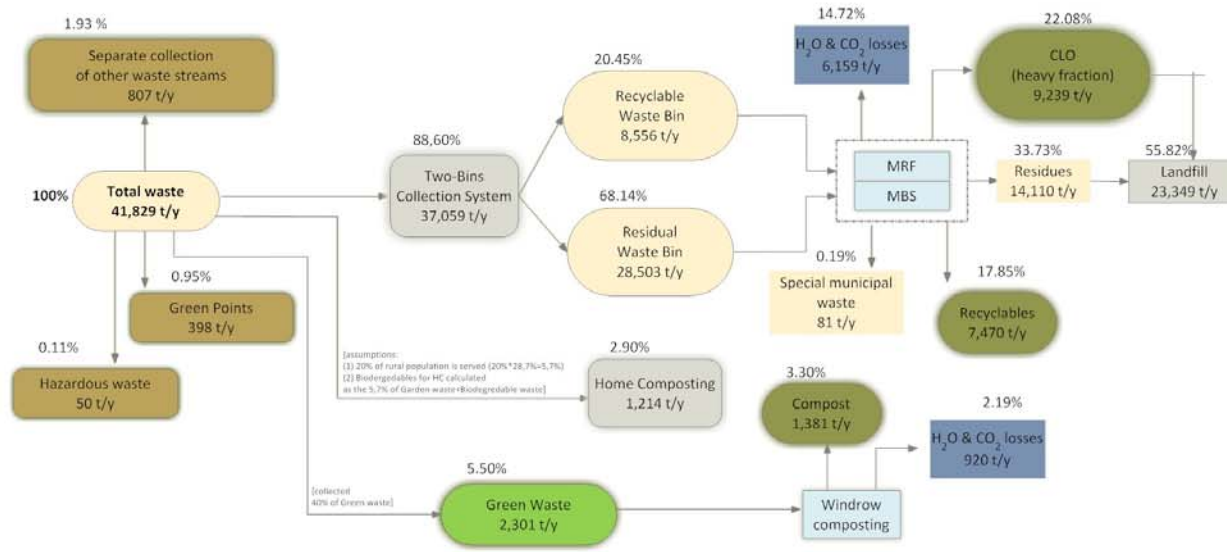 1.93 %
Separate collection
of other waste streams
807 t/y
100%
Total waste
41,829 t/y
0.95%
Green Points
398 t/y
0.11%
Hazardous waste
50 t/y
88,60%
Two-Bins
Collection System
37,059 t/y
20.45%
Recyclable
Waste Bin
8,556 t/y
68.14%
Residual
Waste Bin
28,503 t/y
14.72%
H₂O & CO₂ losses
6,159 t/y
22.08%
CLO
(heavy fraction)
9,239 t/y
MRF
MBS
33.73%
Residues
14,110 t/y
55.82%
Landfill
23,349 t/y
0.19%
Special municipal
waste
81 t/y
17.85%
Recyclables
7,470 t/y
[assumptions:
(1) 20% of rural population is served (20%*28,7%=5,7%)
(2) Biodergedables for HC calculated
as the 5,7% of Garden waste+Biodegredable waste]
2.90%
Home Composting
1,214 t/y
3.30%
Compost
1,381 t/y
2.19%
H₂O & CO₂ losses
920 t/y
[collected
40% of Green waste]
5.50%
Green Waste
2,301 t/y
Windrow
composting